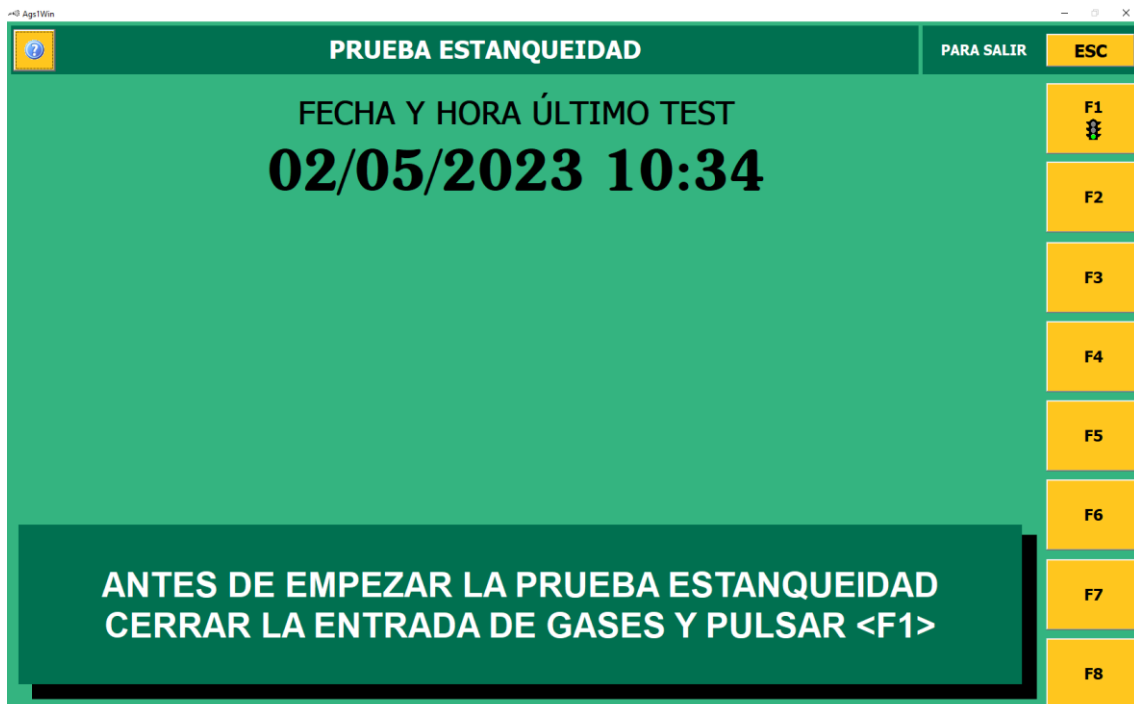 Ags1Win
PRUEBA ESTANQUEIDAD
PARA SALIR
ESC
FECHA Y HORA ÚLTIMO TEST
02/05/2023 10:34
F1
F2
F3
F4
F5
F6
F7
F8
ANTES DE EMPEZAR LA PRUEBA ESTANQUEIDAD
CERRAR LA ENTRADA DE GASES Y PULSAR <F1>